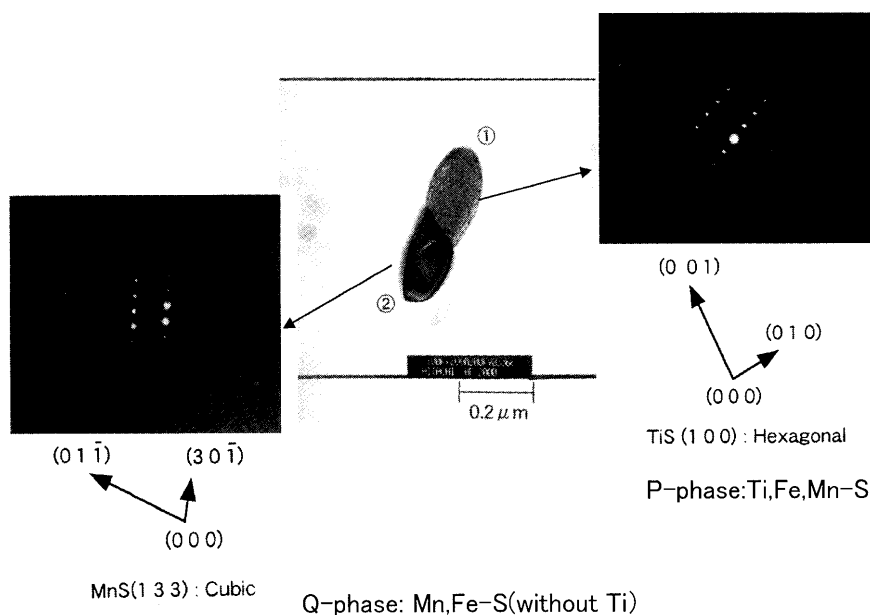 ①
②
0.2μm
(0 0 1)
(0 1 0)
(0 0 0)
TiS (1 0 0) : Hexagonal
P-phase:Ti,Fe,Mn-S
(0 1 1̄)
(3 0 1̄)
(0 0 0)
MnS(1 3 3) : Cubic
Q-phase: Mn,Fe-S(without Ti)